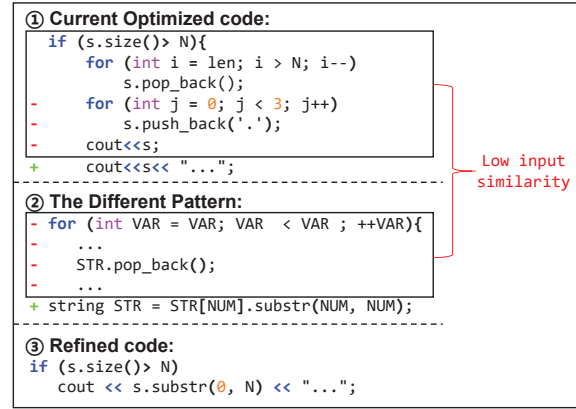 ① Current Optimized code:
if (s.size()> N){
for (int i = len; i > N; i--)
s.pop_back();
- for (int j = 0; j < 3; j++)
- s.push_back('.');
- cout<<s;
+ cout<<s<< "...";
Low input
similarity
② The Different Pattern:
- for (int VAR = VAR; VAR < VAR ; ++VAR){
- ...
- STR.pop_back();
- ...
+ string STR = STR[NUM].substr(NUM, NUM);
③ Refined code:
if (s.size()> N)
cout << s.substr(0, N) << "...";